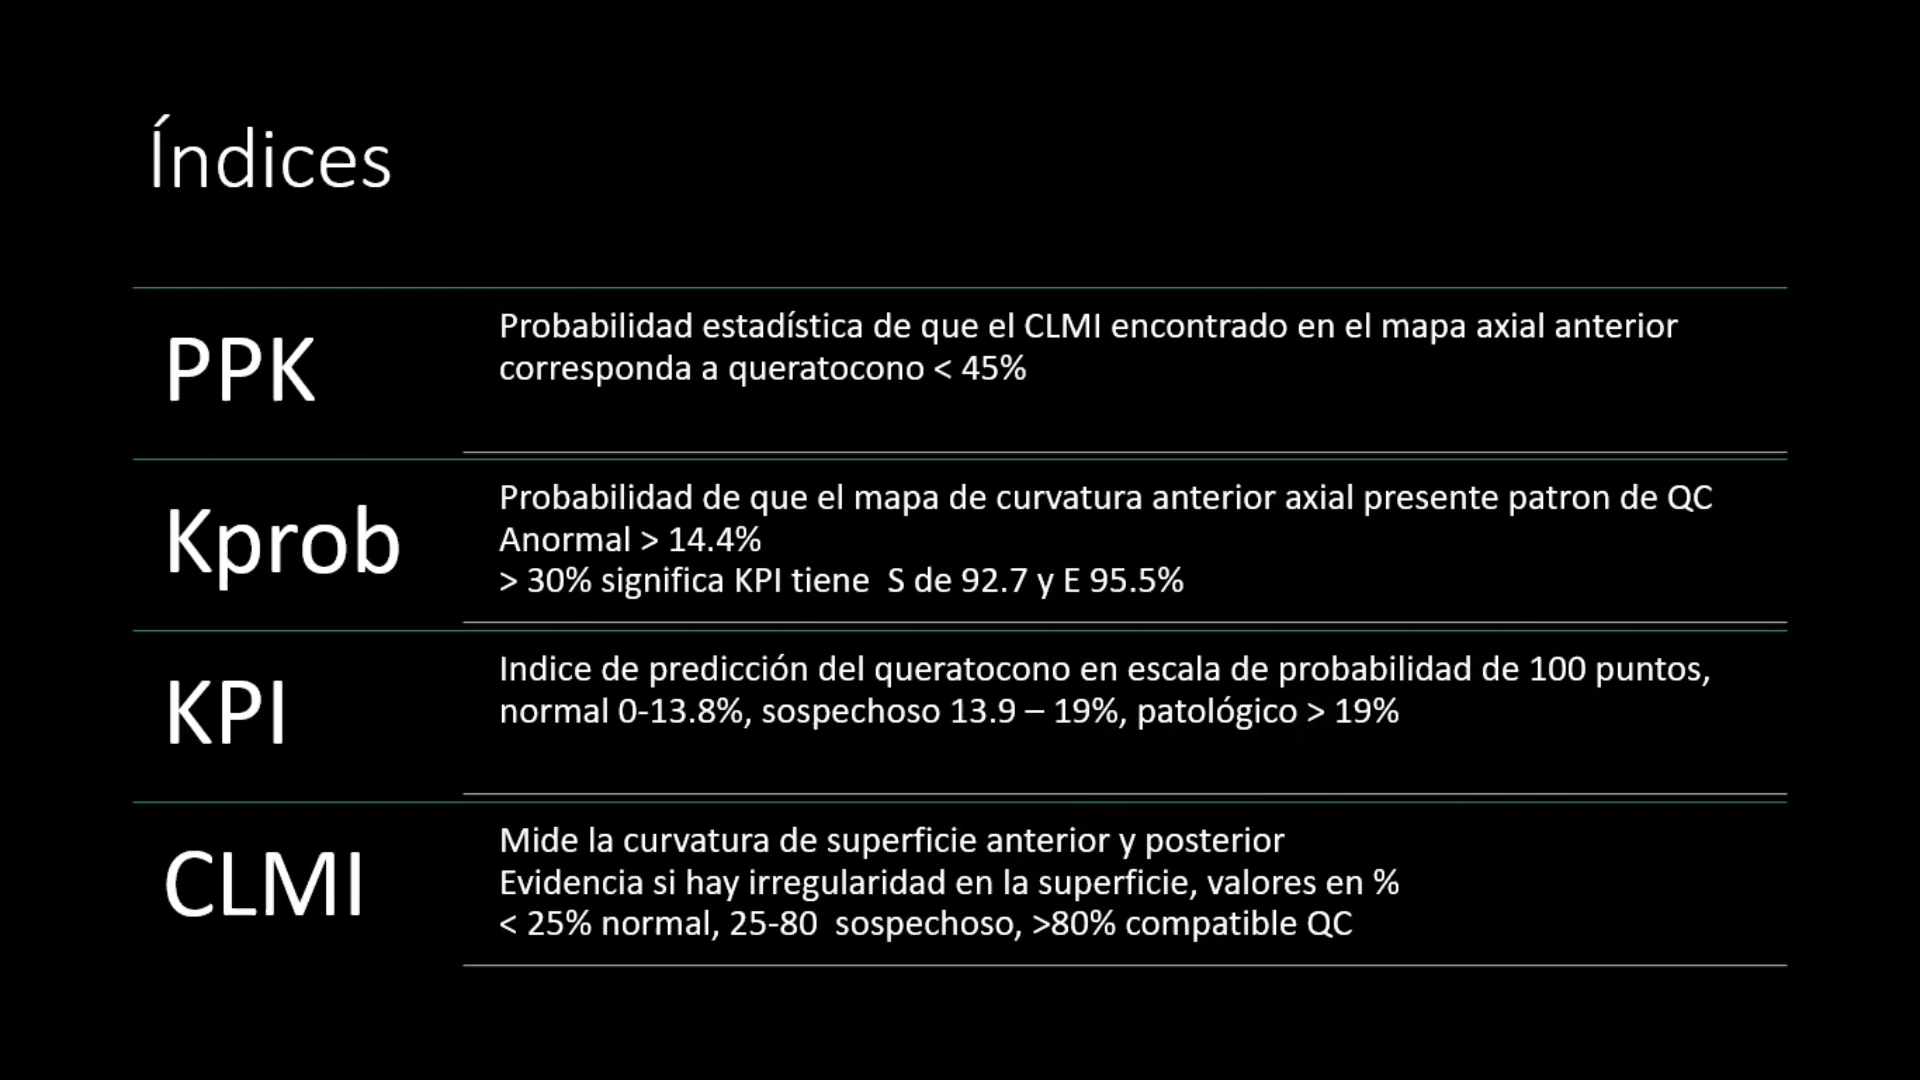 Índices
PPK
Probabilidad estadística de que el CLMI encontrado en el mapa axial anterior
corresponda a queratocono < 45%
Kprob
Probabilidad de que el mapa de curvatura anterior axial presente patron de QC
Anormal > 14.4%
> 30% significa KPI tiene  S de 92.7 y E 95.5%
KPI
Indice de predicción del queratocono en escala de probabilidad de 100 puntos,
normal 0-13.8%, sospechoso 13.9 – 19%, patológico > 19%
CLMI
Mide la curvatura de superficie anterior y posterior
Evidencia si hay irregularidad en la superficie, valores en %
< 25% normal, 25-80  sospechoso, >80% compatible QC